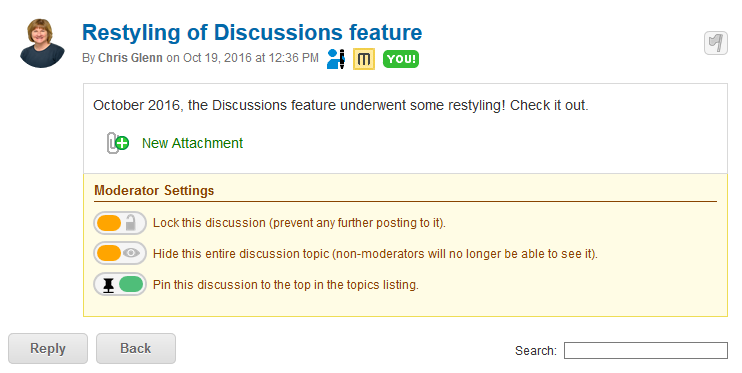 Restyling of Discussions feature
By Chris Glenn on Oct 19, 2016 at 12:36 PM M YOU!
October 2016, the Discussions feature underwent some restyling! Check it out.
New Attachment
Moderator Settings
Lock this discussion (prevent any further posting to it).
Hide this entire discussion topic (non-moderators will no longer be able to see it).
Pin this discussion to the top in the topics listing.
Reply Back Search: